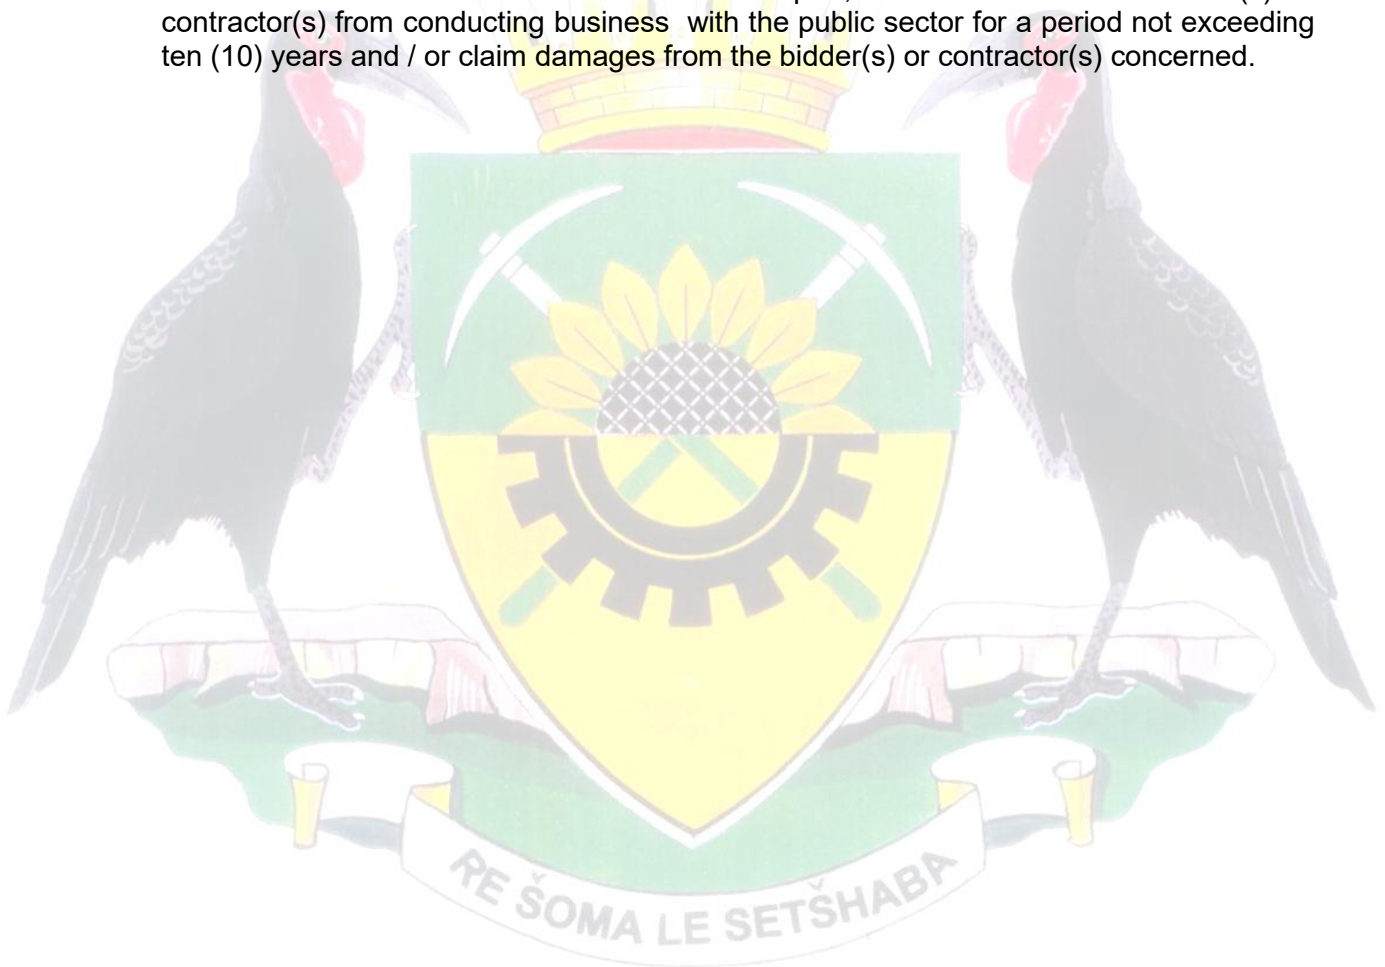 contractor(s) from conducting business with the public sector for a period not exceeding
ten (10) years and / or claim damages from the bidder(s) or contractor(s) concerned.
RE ŠOMA LE SETŠHABA